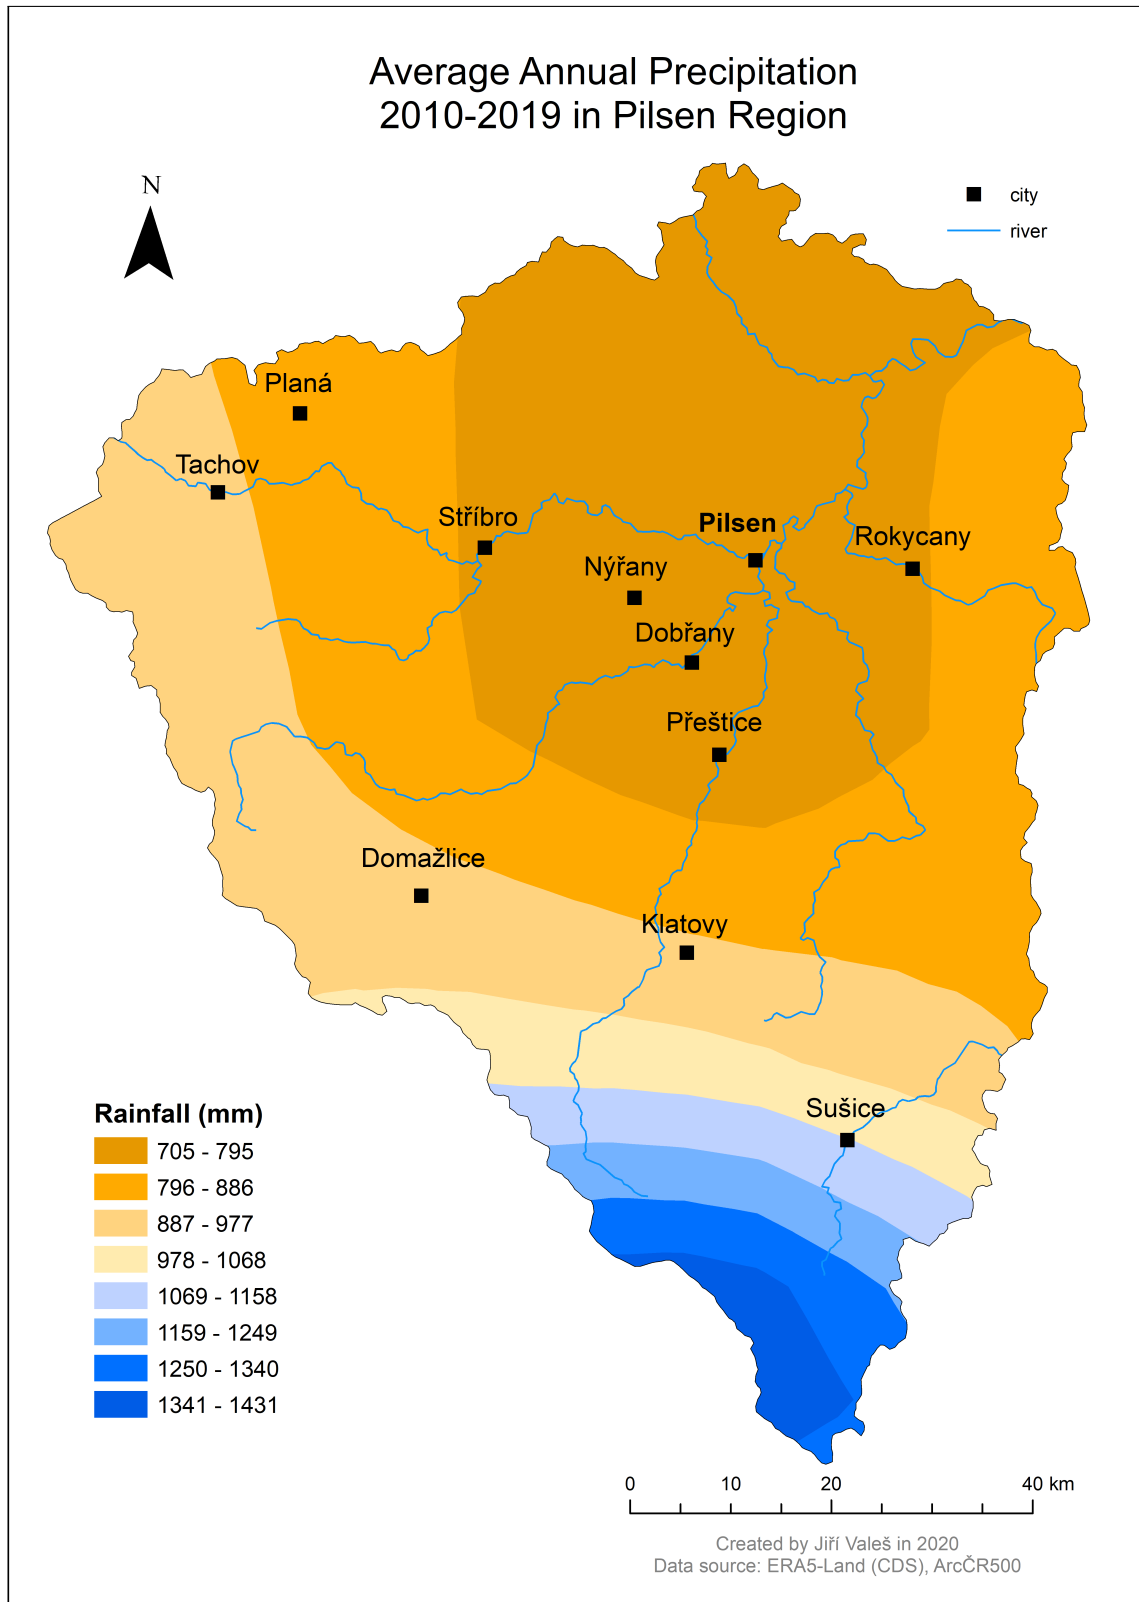 Average Annual Precipitation
2010-2019 in Pilsen Region
N
city
river
Planá
Tachov
Stříbro
Pilsen
Rokycany
Nýřany
Dobřany
Přeštice
Domažlice
Klatovy
Sušice
Rainfall (mm)
705 - 795
796 - 886
887 - 977
978 - 1068
1069 - 1158
1159 - 1249
1250 - 1340
1341 - 1431
0 10 20 40 km
Created by Jiří Valeš in 2020
Data source: ERA5-Land (CDS), ArcČR500